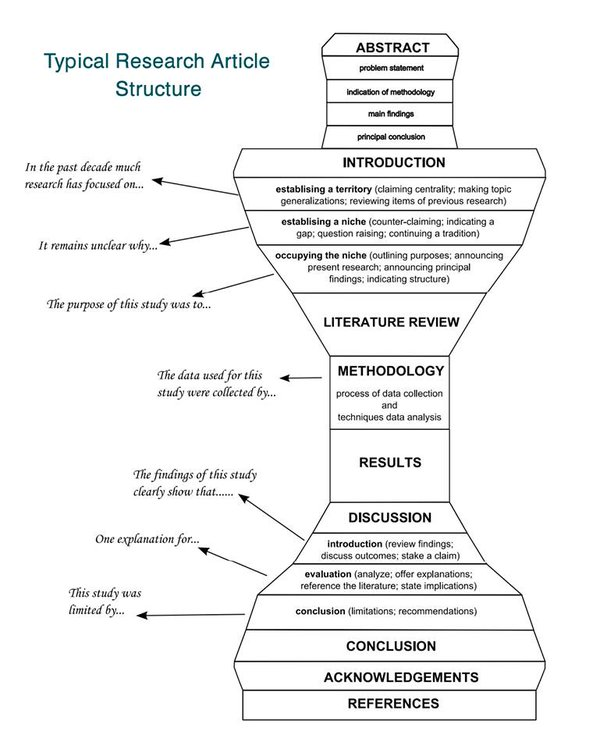 Typical Research Article
Structure
ABSTRACT
problem statement
indication of methodology
main findings
principal conclusion
INTRODUCTION
In the past decade much
research has focused on...
establising a territory (claiming centrality; making topic
generalizations; reviewing items of previous research)
It remains unclear why...
establising a niche (counter-claiming; indicating a
gap; question raising; continuing a tradition)
The purpose of this study was to...
occupying the niche (outlining purposes; announcing
present research; announcing principal
findings; indicating structure)
LITERATURE REVIEW
The data used for this
study were collected by...
METHODOLOGY
process of data collection
and
techniques data analysis
RESULTS
The findings of this study
clearly show that......
DISCUSSION
introduction (review findings;
discuss outcomes; stake a claim)
One explanation for...
evaluation (analyze; offer explanations;
reference the literature; state implications)
This study was
limited by...
conclusion (limitations; recommendations)
CONCLUSION
ACKNOWLEDGEMENTS
REFERENCES